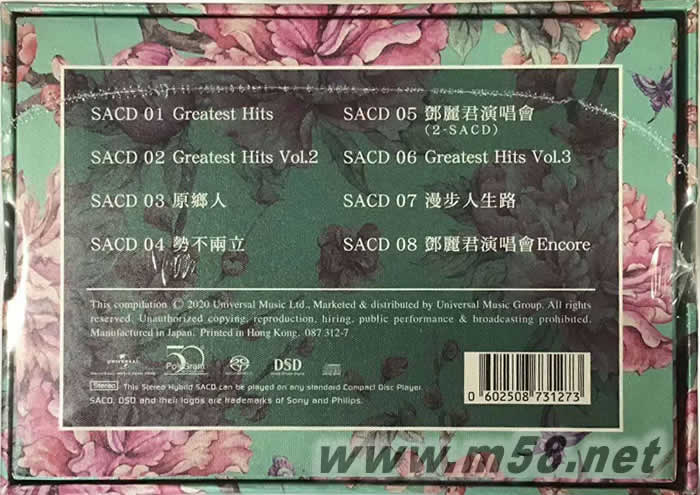 SACD 01 Greatest Hits
SACD 02 Greatest Hits Vol.2
SACD 03 原鄉人
SACD 04 勢不兩立
SACD 05 鄧麗君演唱會
(2-SACD)
SACD 06 Greatest Hits Vol.3
SACD 07 漫步人生路
SACD 08 鄧麗君演唱會Encore
This compilation Ⓒ 2020 Universal Music Ltd., Marketed & distributed by Universal Music Group. All rights
reserved. Unauthorized copying, reproduction, hiring, public performance & broadcasting prohibited.
Manufactured in Japan. Printed in Hong Kong. 087 312-7
UNIVERSAL
50
PolyGram
SACD
DSD
Stereo This Stereo Hybrid SACD can be played on any standard Compact Disc Player.
SACD, DSD and their logos are trademarks of Sony and Philips.
0 602508 731273
www.m58.net